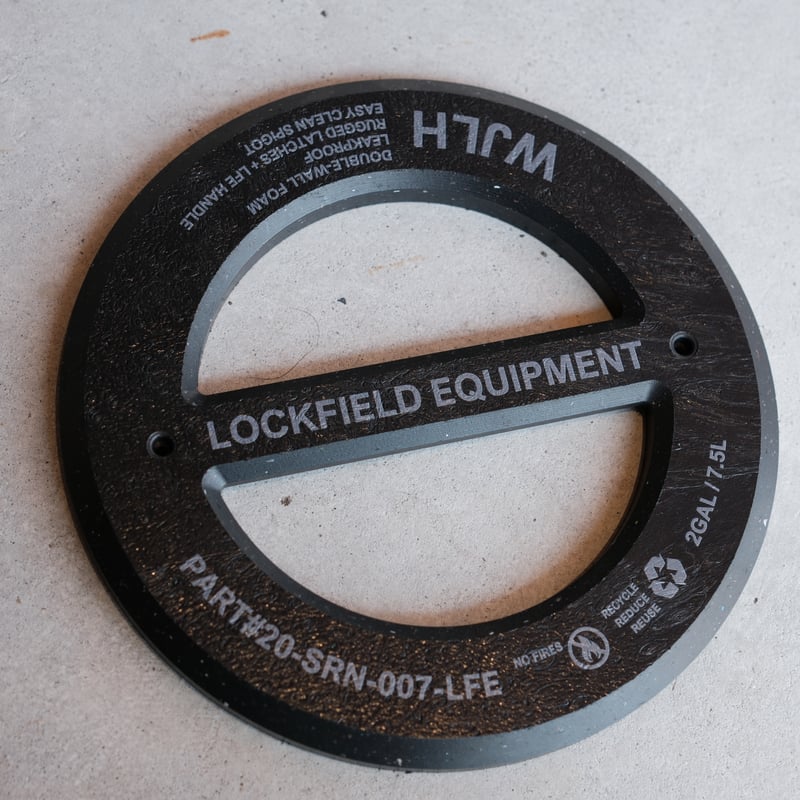 WJLH
DOUBLE-WALL FOAM
LEAKPROOF
RUGGED LATCHES + LFE HANDLE
EASY CLEAN SPIGOT
LOCKFIELD EQUIPMENT
PART#20-SRN-007-LFE
NO FIRES
RECYCLE
REDUCE
REUSE
2GAL / 7.5L